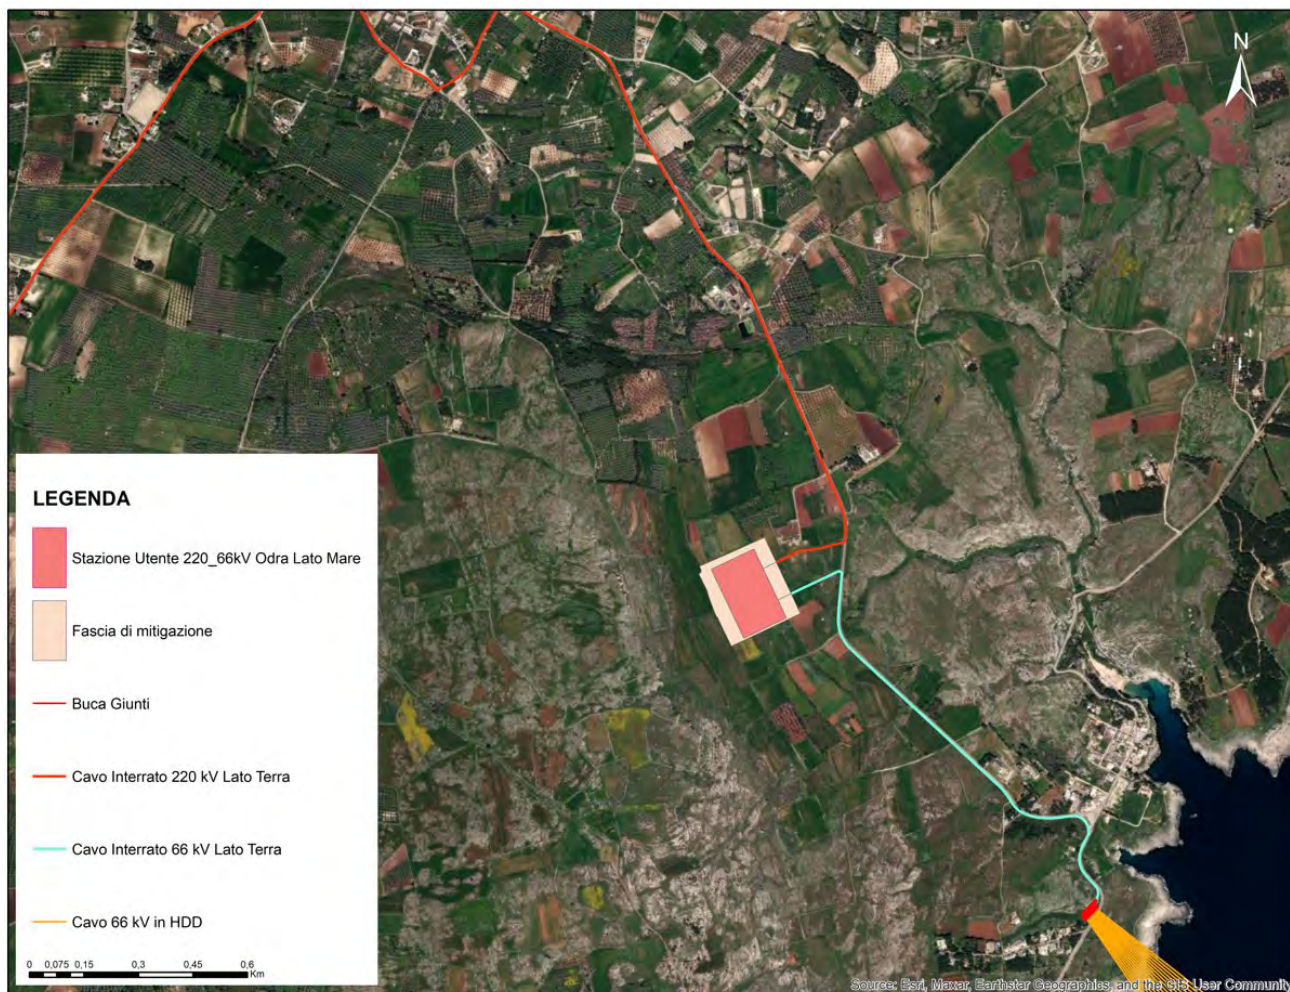 N
LEGENDA
Stazione Utente 220_66kV Odra Lato Mare
Fascia di mitigazione
Buca Giunti
Cavo Interrato 220 kV Lato Terra
Cavo Interrato 66 kV Lato Terra
Cavo 66 kV in HDD
0 0,075 0,15 0,3 0,45 0,6
Km
Source: Esri, Maxar, Earthstar Geographics, and the GIS User Community